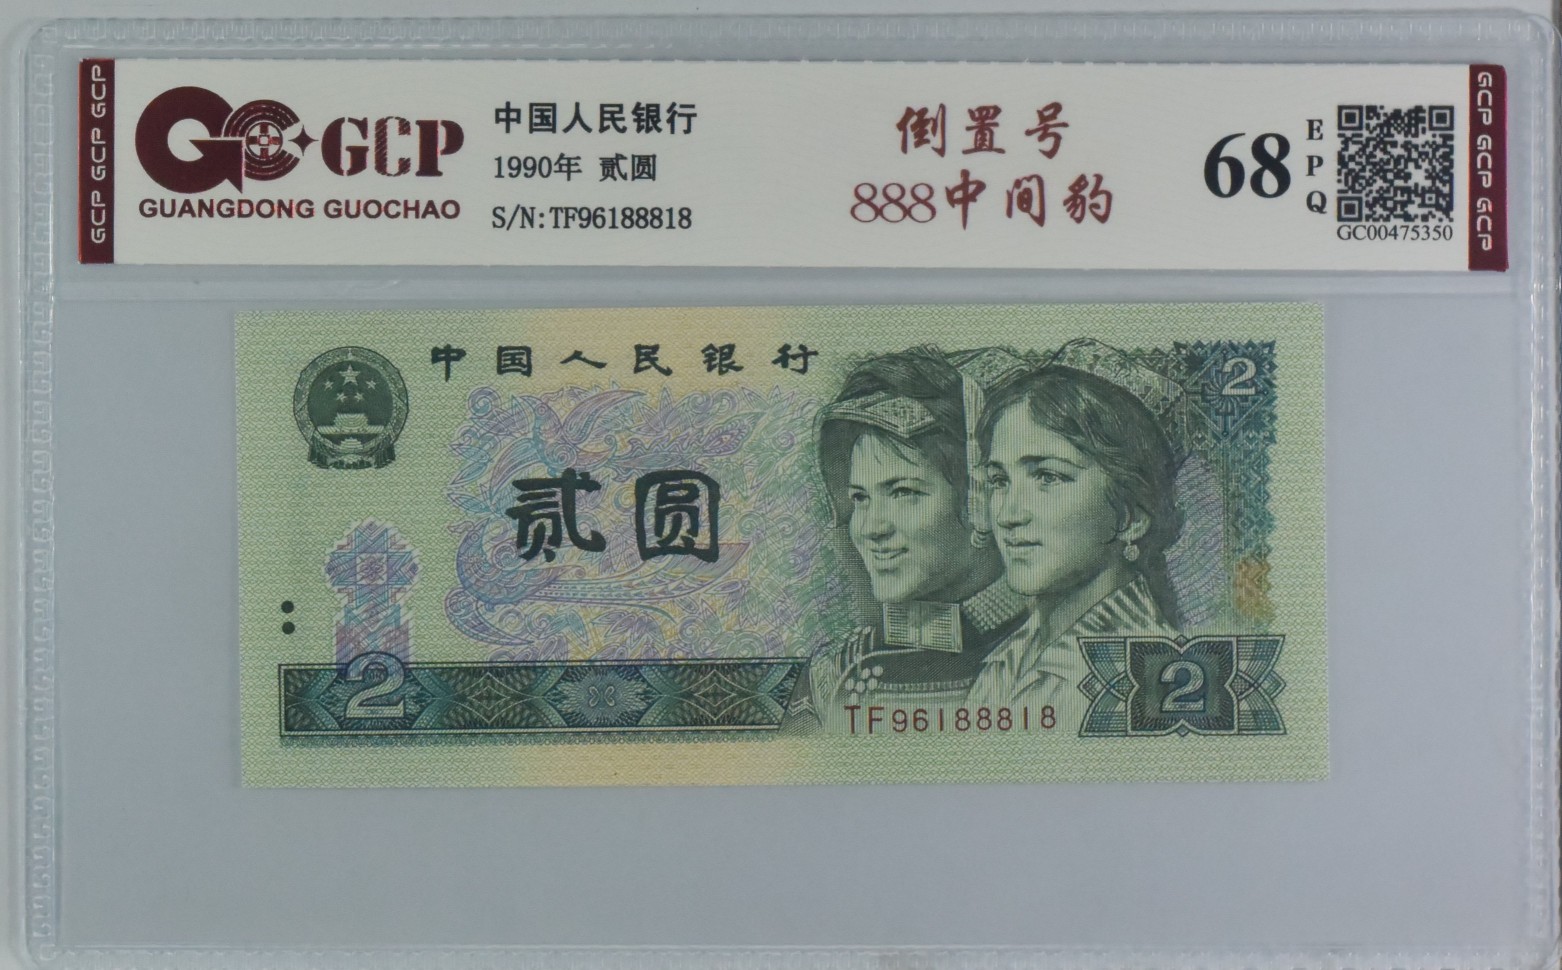 GCP GCP GCP
GCP
GUANGDONG GUOCHAO
中国人民银行
1990年 贰圆
S/N:TF96188818
倒置号
888中间豹
68
EPQ
GC00475350
GCP GCP GCP
中国人民银行
2
贰圆
2
TF96188818
2